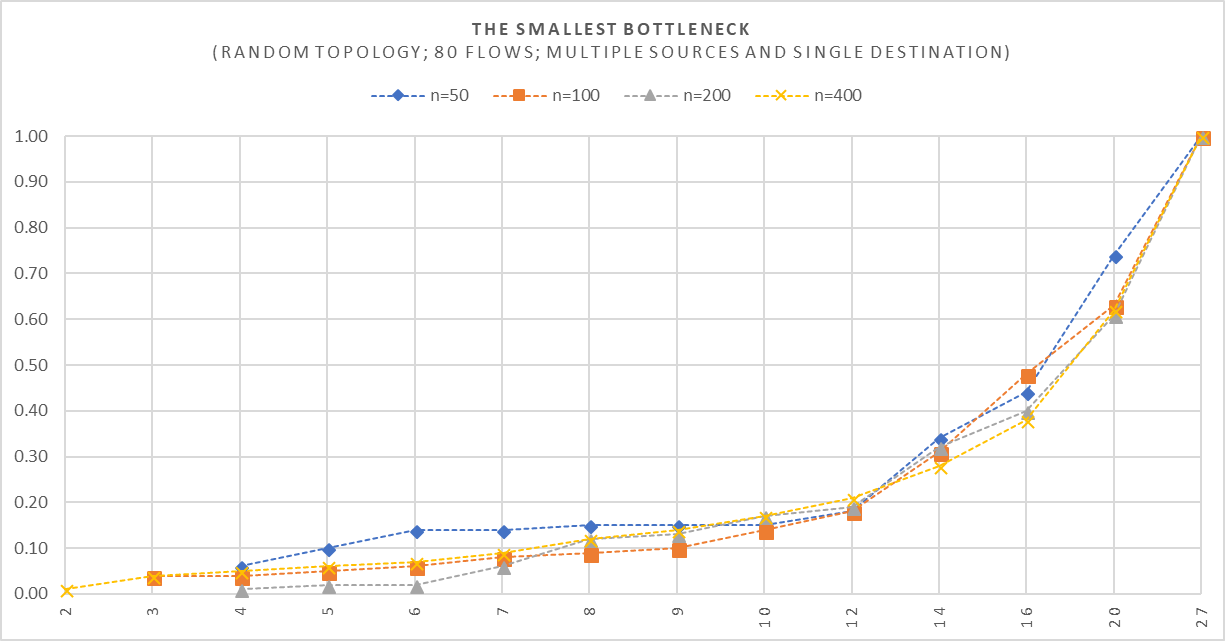 THE SMALLEST BOTTLENECK
(RANDOM TOPOLOGY; 80 FLOWS; MULTIPLE SOURCES AND SINGLE DESTINATION)
n=50 n=100 n=200 n=400
1.00
0.90
0.80
0.70
0.60
0.50
0.40
0.30
0.20
0.10
0.00
2 3 4 5 6 7 8 9 10 12 14 16 20 27